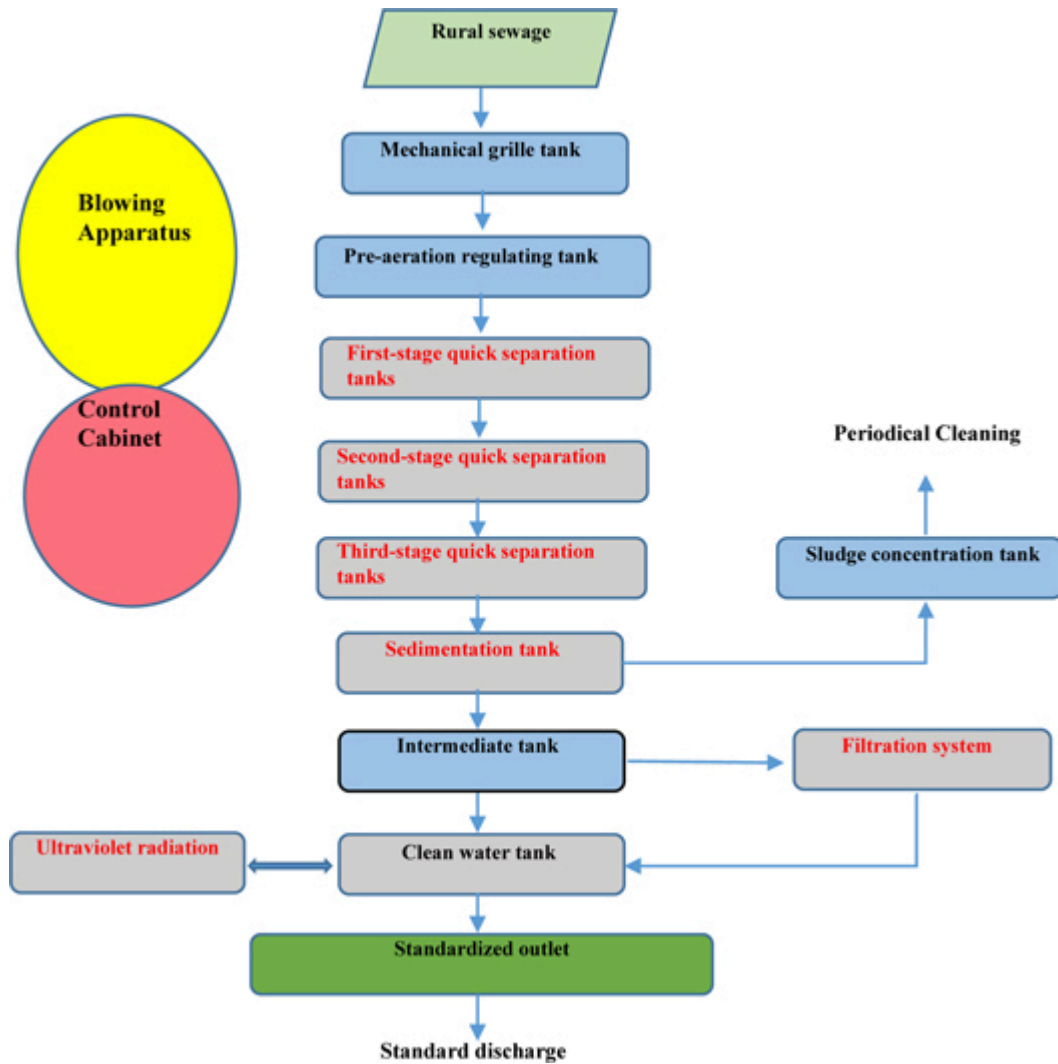 Rural sewage
Mechanical grille tank
Blowing
Apparatus
Pre-aeration regulating tank
First-stage quick separation
tanks
Control
Cabinet
Second-stage quick separation
tanks
Periodical Cleaning
Third-stage quick separation
tanks
Sludge concentration tank
Sedimentation tank
Intermediate tank
Filtration system
Ultraviolet radiation
Clean water tank
Standardized outlet
Standard discharge